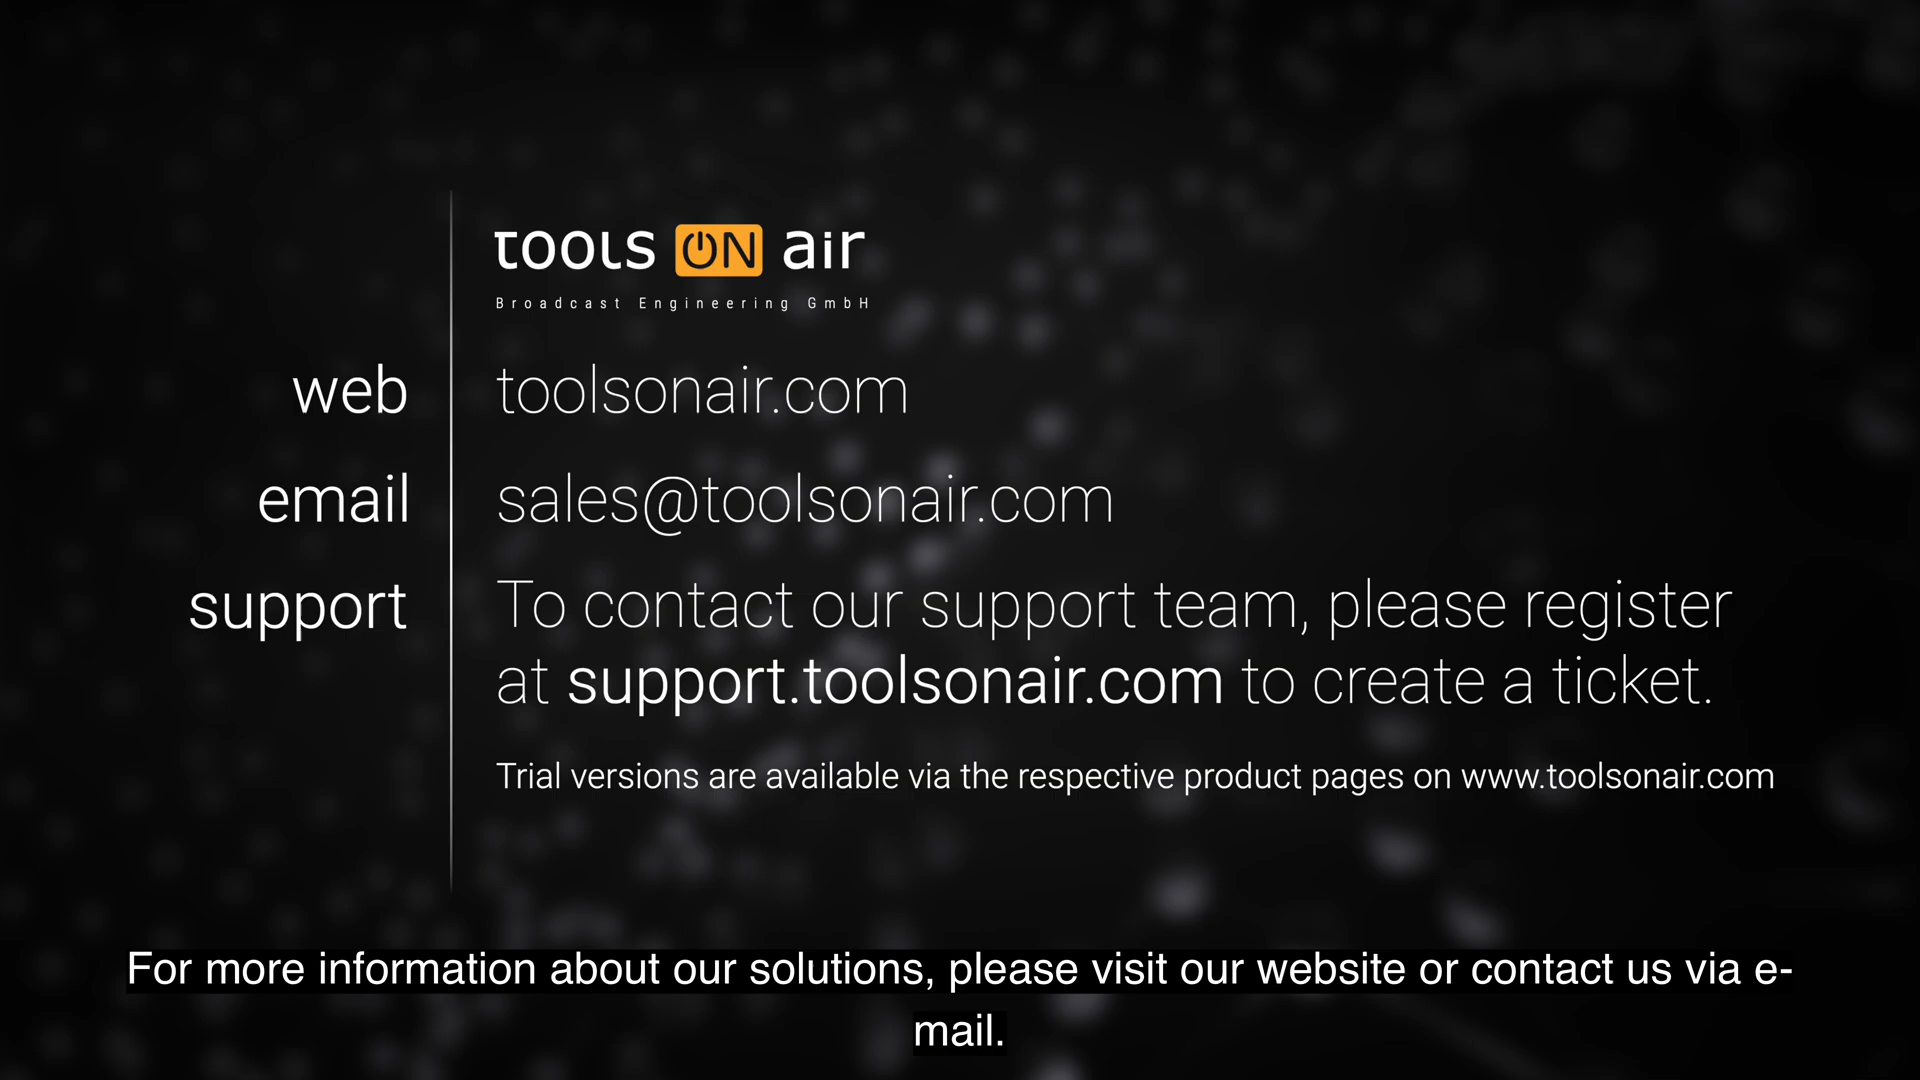 tools ON air
Broadcast Engineering GmbH
web
toolsonair.com
email
sales@toolsonair.com
support
To contact our support team, please register
at support.toolsonair.com to create a ticket.
Trial versions are available via the respective product pages on www.toolsonair.com
For more information about our solutions, please visit our website or contact us via e-
mail.